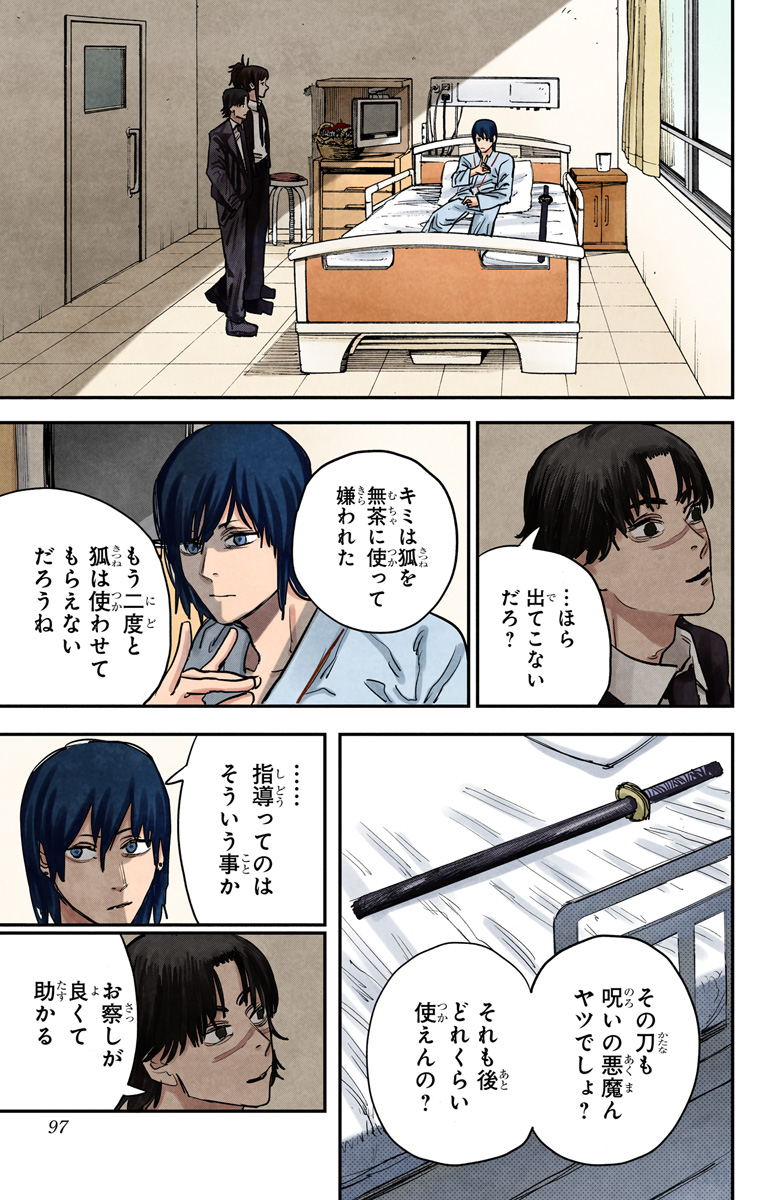 …ほら
出てこない
だろ？
キミは狐を
無茶に使って
嫌われた
もう二度と
狐は使わせて
もらえない
だろうね
その刀も
呪いの悪魔ん
ヤツでしょ？
それも後
どれくらい
使えんの？
……
指導ってのは
そういう事か
お察しが
良くて
助かる
97